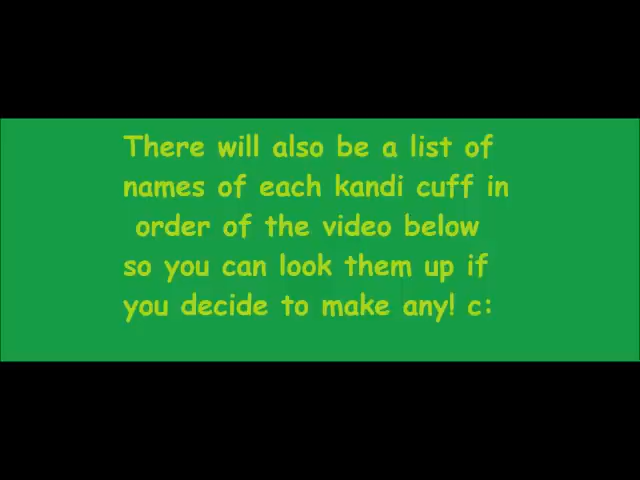 There will also be a list of
names of each kandi cuff in
order of the video below
so you can look them up if
you decide to make any! c: